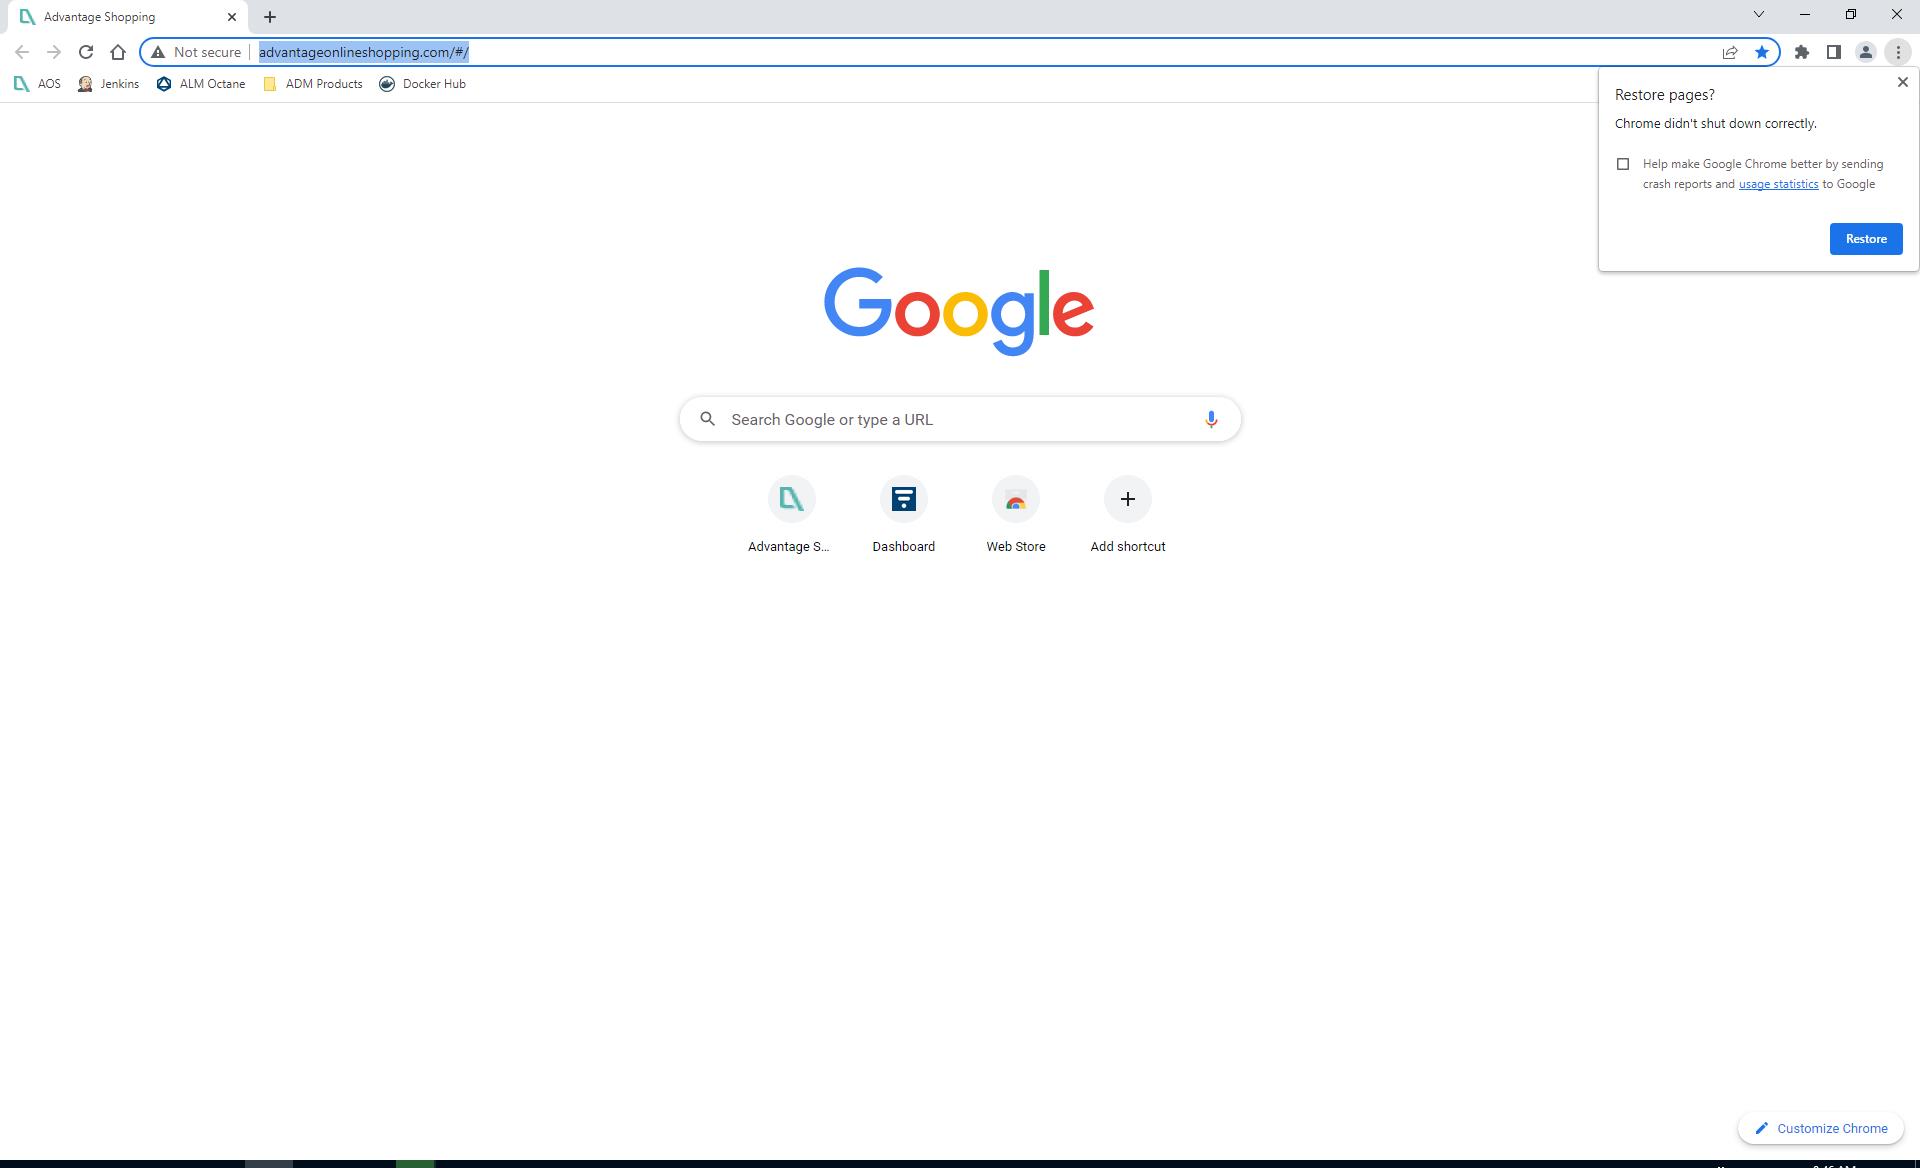 Advantage Shopping
Not secure advantageonlineshopping.com/#/
AOS Jenkins ALM Octane ADM Products Docker Hub
Restore pages?
Chrome didn't shut down correctly.
Help make Google Chrome better by sending
crash reports and usage statistics to Google
Restore
Google
Search Google or type a URL
Advantage S... Dashboard Web Store Add shortcut
Customize Chrome